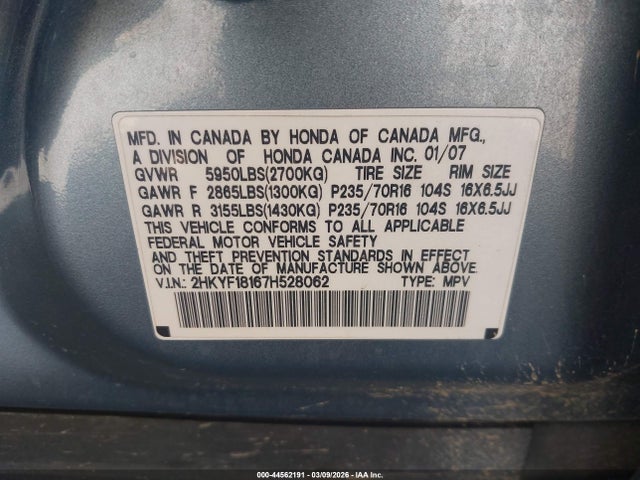 MFD. IN CANADA BY HONDA OF CANADA MFG.,
A DIVISION OF HONDA CANADA INC. 01/07
GVWR 5950LBS(2700KG) TIRE SIZE RIM SIZE
GAWR F 2865LBS(1300KG) P235/70R16 104S 16X6.5JJ
GAWR R 3155LBS(1430KG) P235/70R16 104S 16X6.5JJ
THIS VEHICLE CONFORMS TO ALL APPLICABLE
FEDERAL MOTOR VEHICLE SAFETY
AND THEFT PREVENTION STANDARDS IN EFFECT
ON THE DATE OF MANUFACTURE SHOWN ABOVE.
V.I.N.: 2HKYF18167H528062 TYPE: MPV
000-44562191 - 03/09/2026 - IAA Inc.